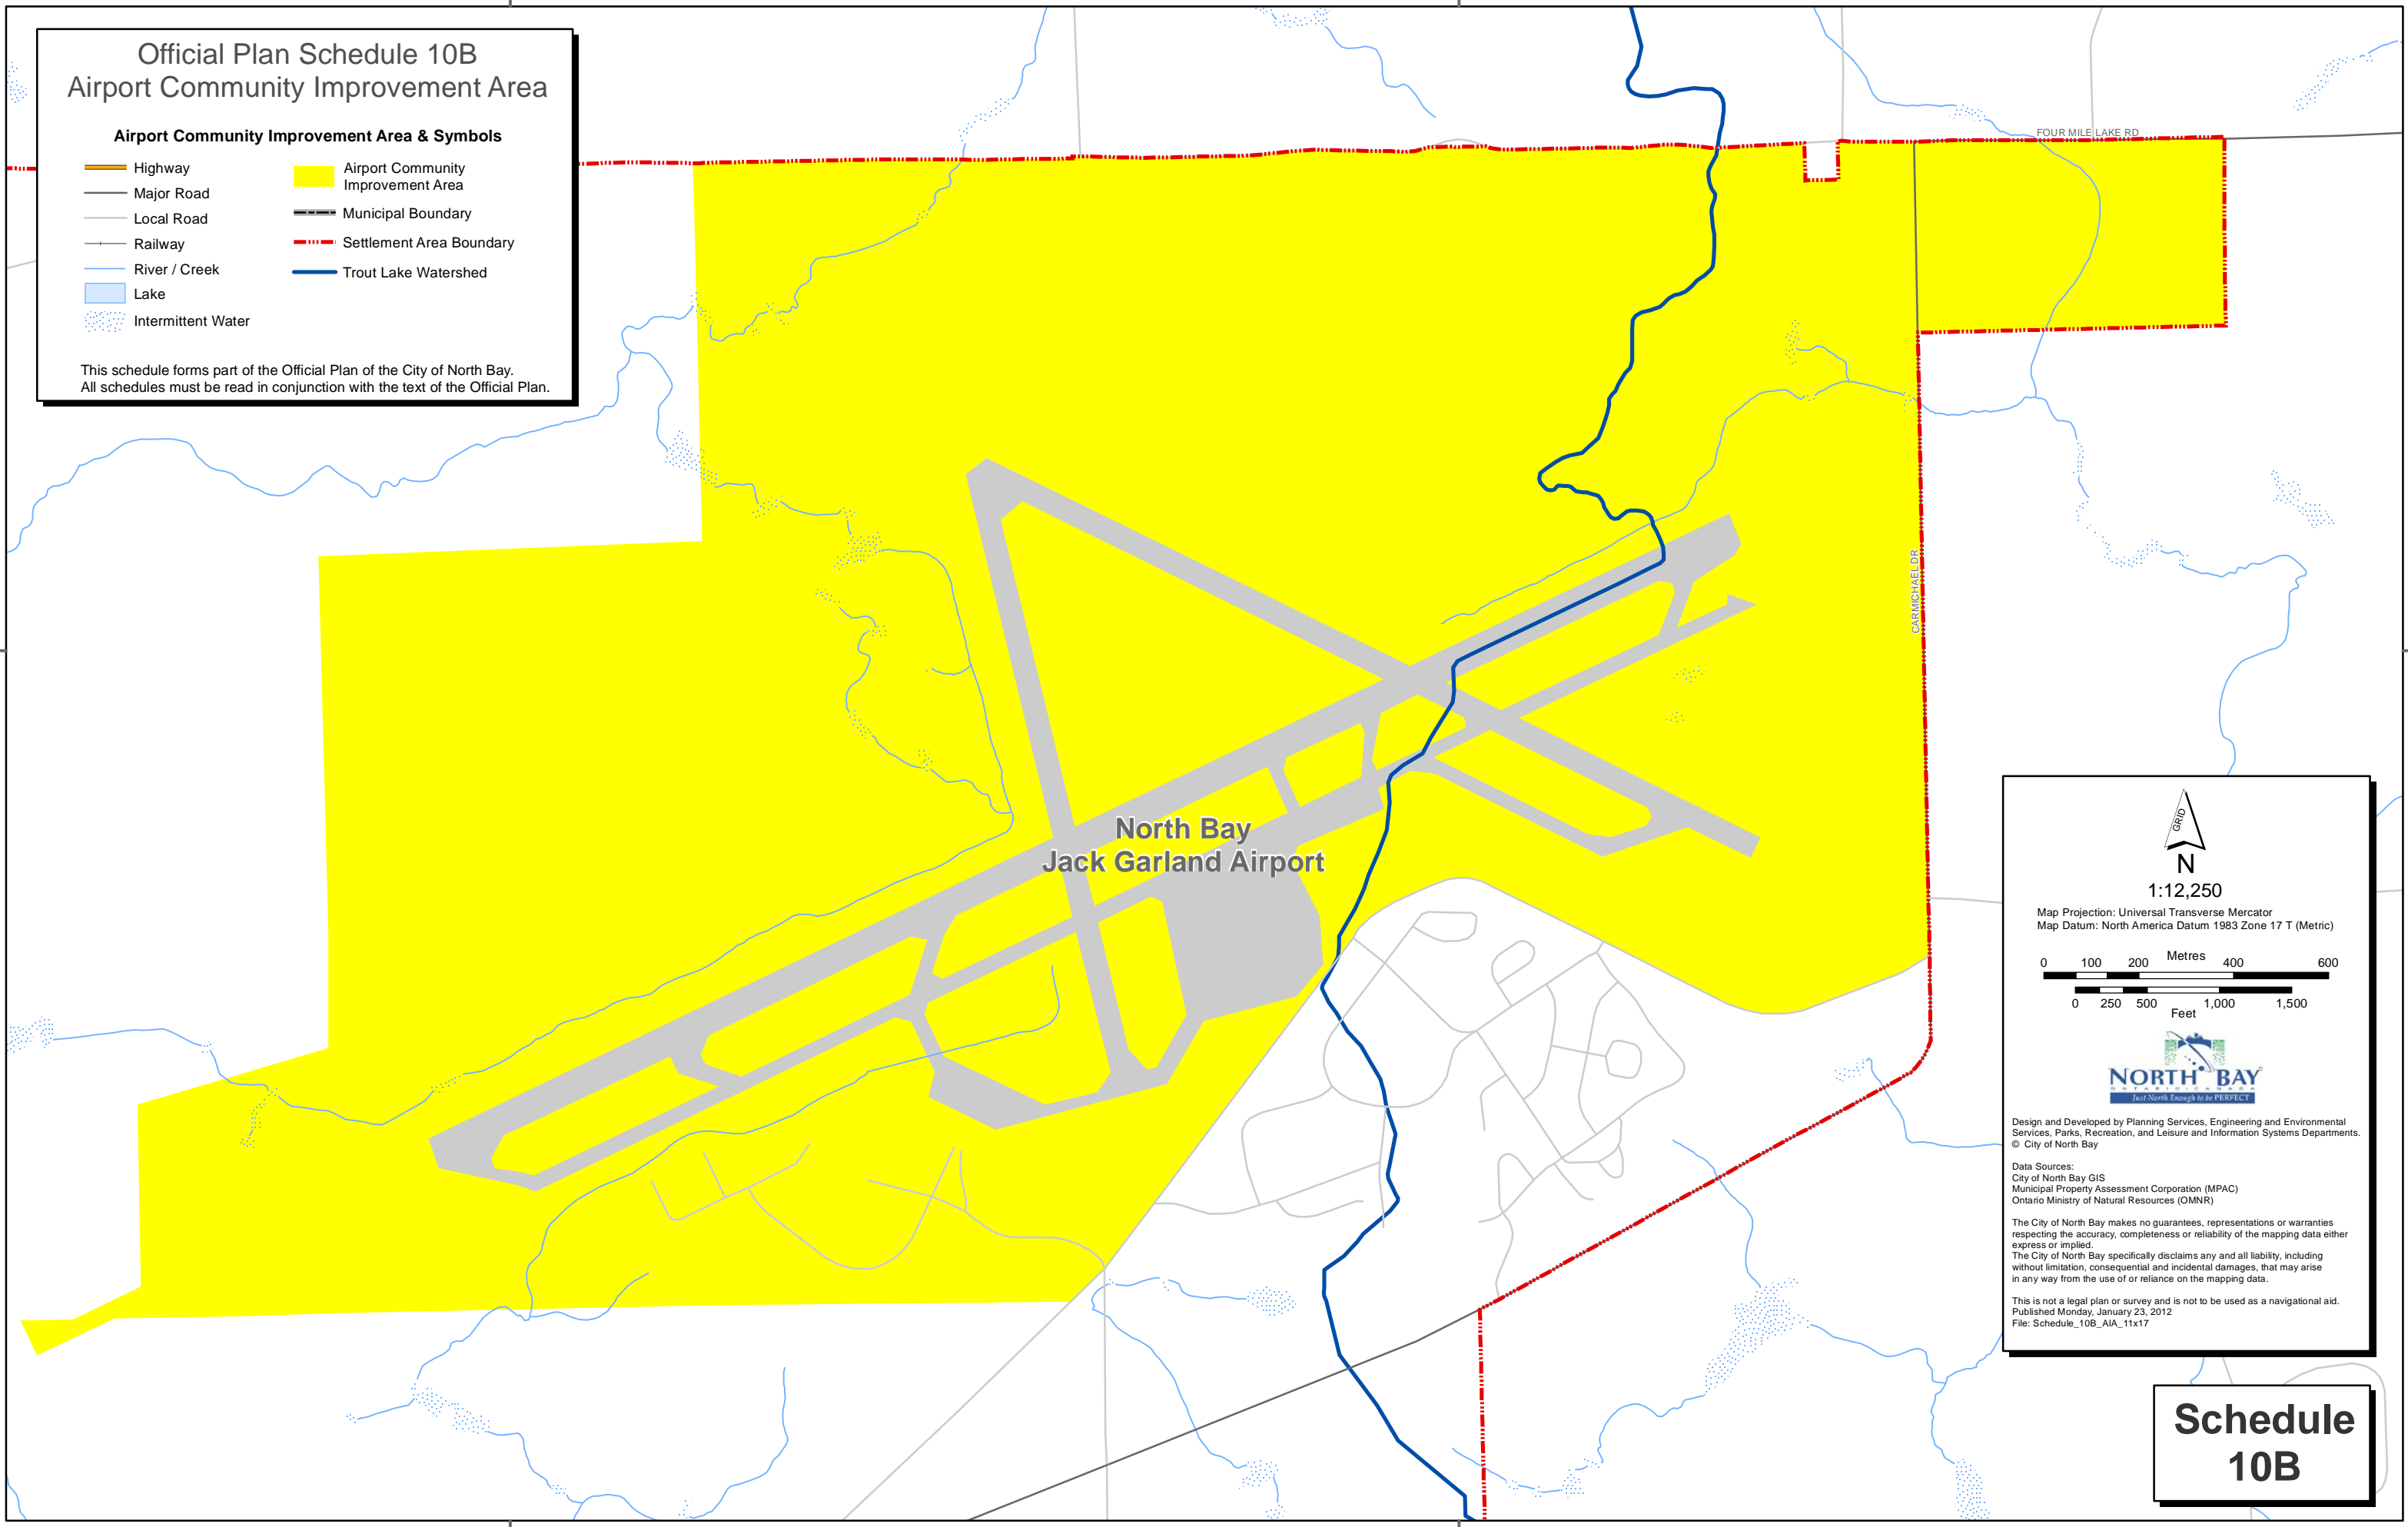 Official Plan Schedule 10B
Airport Community Improvement Area
Airport Community Improvement Area & Symbols
Highway
Major Road
Local Road
Railway
River / Creek
Lake
Intermittent Water
Airport Community
Improvement Area
Municipal Boundary
Settlement Area Boundary
Trout Lake Watershed
This schedule forms part of the Official Plan of the City of North Bay.
All schedules must be read in conjunction with the text of the Official Plan.
FOUR MILE LAKE RD
CARMICHAEL DR
North Bay
Jack Garland Airport
GRID
N
1:12,250
Map Projection: Universal Transverse Mercator
Map Datum: North America Datum 1983 Zone 17 T (Metric)
Metres
0 100 200 400 600
0 250 500 1,000 1,500
Feet
NORTH BAY
ONTARIO·CANADA
Just North Enough to be PERFECT
Design and Developed by Planning Services, Engineering and Environmental
Services, Parks, Recreation, and Leisure and Information Systems Departments.
© City of North Bay
Data Sources:
City of North Bay GIS
Municipal Property Assessment Corporation (MPAC)
Ontario Ministry of Natural Resources (OMNR)
The City of North Bay makes no guarantees, representations or warranties
respecting the accuracy, completeness or reliability of the mapping data either
express or implied.
The City of North Bay specifically disclaims any and all liability, including
without limitation, consequential and incidental damages, that may arise
in any way from the use of or reliance on the mapping data.
This is not a legal plan or survey and is not to be used as a navigational aid.
Published Monday, January 23, 2012
File: Schedule_10B_AIA_11x17
Schedule
10B